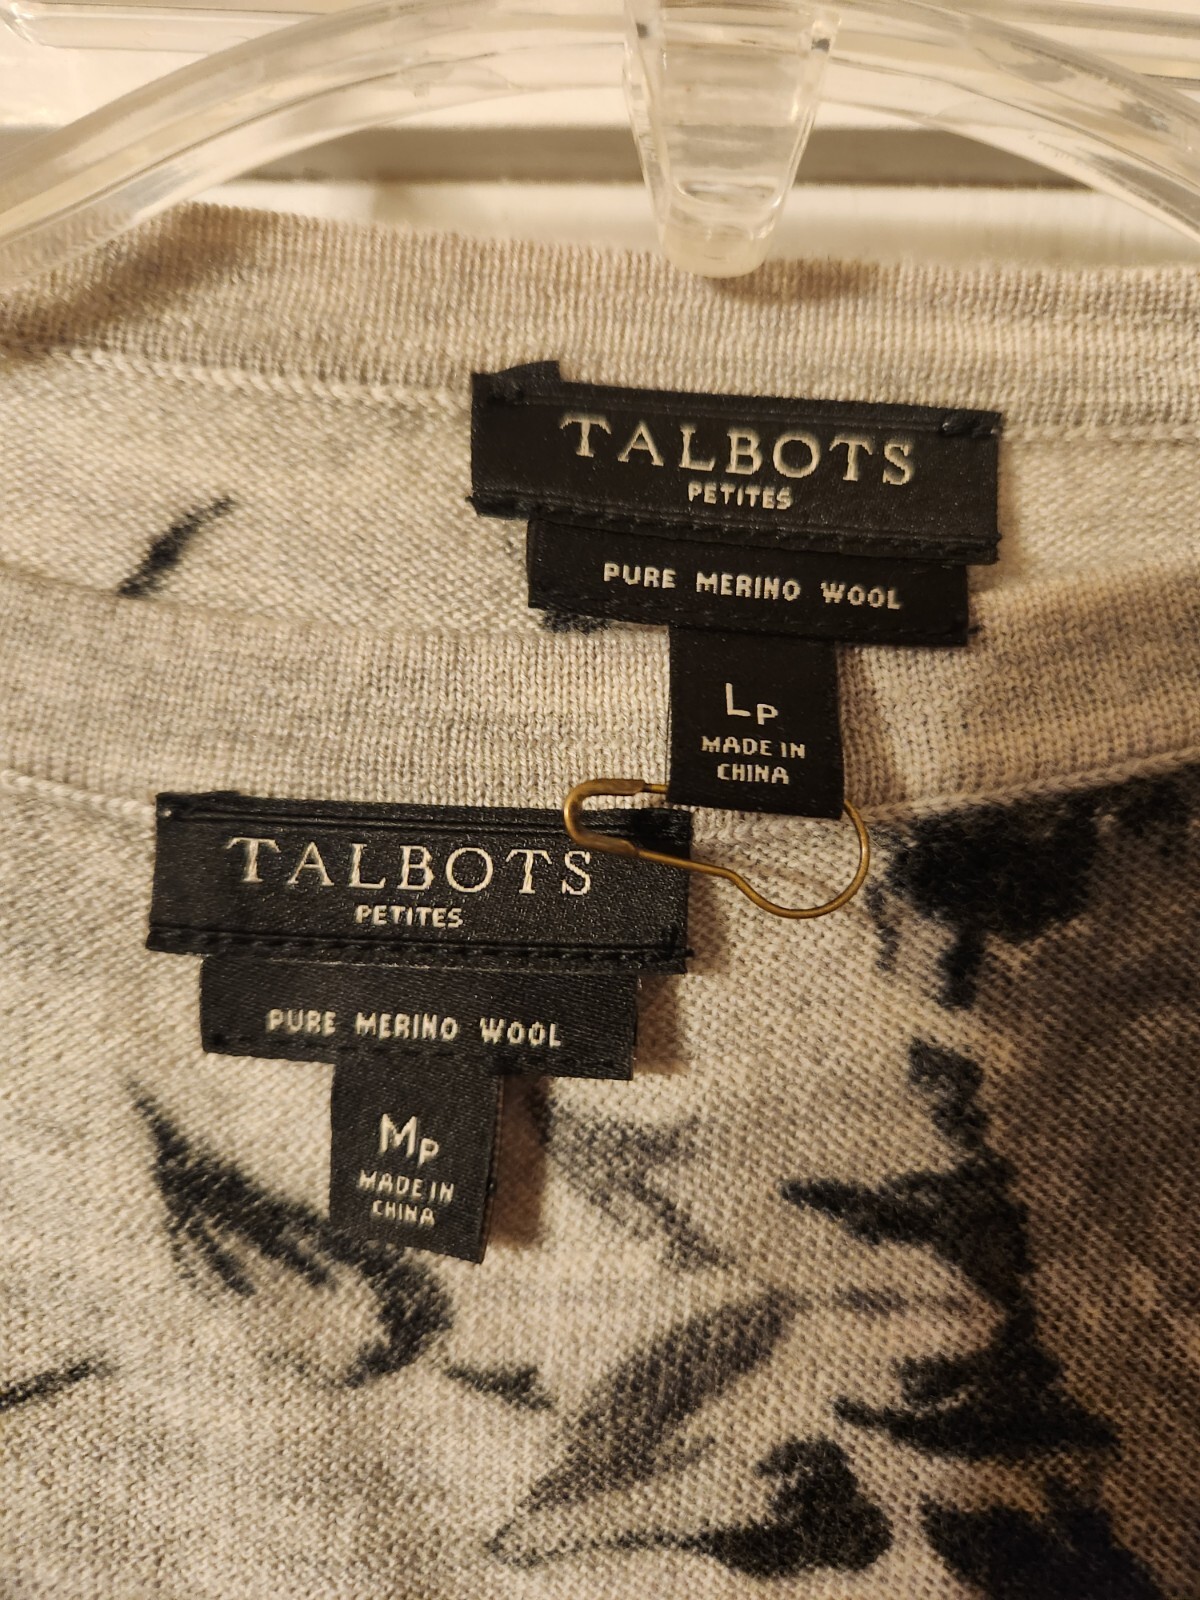 TALBOTS
PETITES
PURE MERINO WOOL
LP
MADE IN
CHINA
TALBOTS
PETITES
PURE MERINO WOOL
MP
MADE IN
CHINA